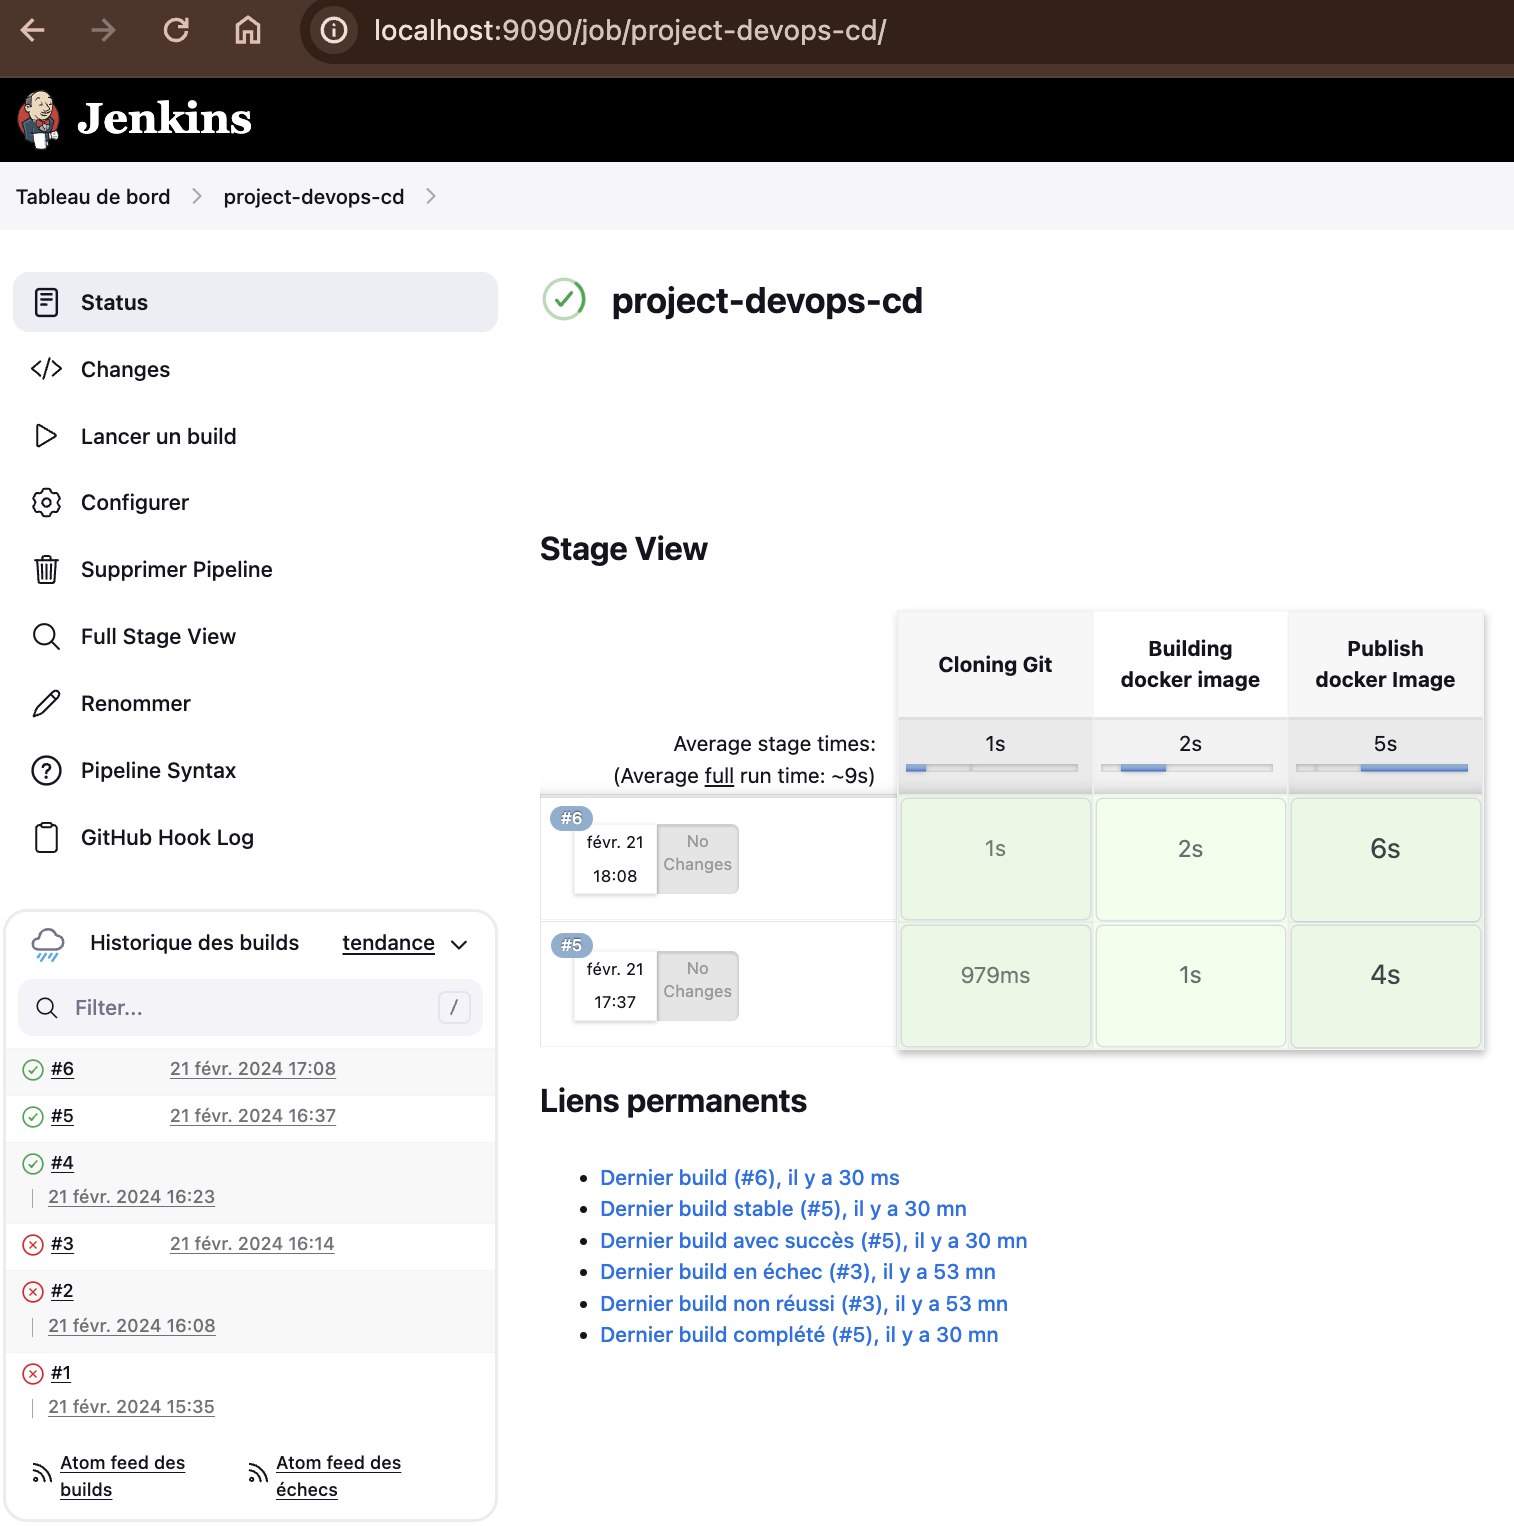 localhost:9090/job/project-devops-cd/
Jenkins
Tableau de bord
project-devops-cd
Status
Changes
Lancer un build
Configurer
Supprimer Pipeline
Full Stage View
Renommer
Pipeline Syntax
GitHub Hook Log
Historique des builds
tendance
Filter...
/
#6
21 févr. 2024 17:08
#5
21 févr. 2024 16:37
#4
21 févr. 2024 16:23
#3
21 févr. 2024 16:14
#2
21 févr. 2024 16:08
#1
21 févr. 2024 15:35
Atom feed des
builds
Atom feed des
échecs
project-devops-cd
Stage View
Cloning Git
Building
docker image
Publish
docker Image
Average stage times:
(Average full run time: ~9s)
1s
2s
5s
#6
févr. 21
18:08
No
Changes
1s
2s
6s
#5
févr. 21
17:37
No
Changes
979ms
1s
4s
Liens permanents
Dernier build (#6), il y a 30 ms
Dernier build stable (#5), il y a 30 mn
Dernier build avec succès (#5), il y a 30 mn
Dernier build en échec (#3), il y a 53 mn
Dernier build non réussi (#3), il y a 53 mn
Dernier build complété (#5), il y a 30 mn